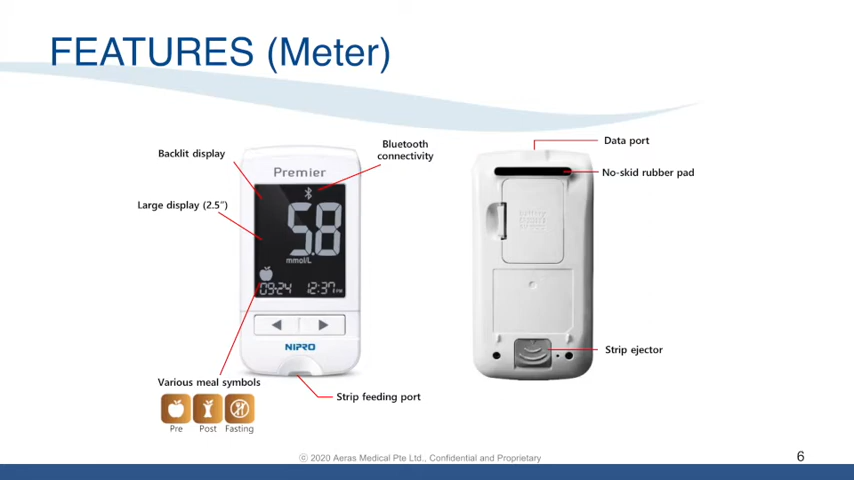 FEATURES (Meter)
Backlit display
Bluetooth
connectivity
Data port
Premier
No-skid rubber pad
Large display (2.5")
5.8
mmol/L
09-24 12:37 PM
NIPRO
Strip ejector
Various meal symbols
Strip feeding port
Pre Post Fasting
ⓒ 2020 Aeras Medical Pte Ltd., Confidential and Proprietary
6